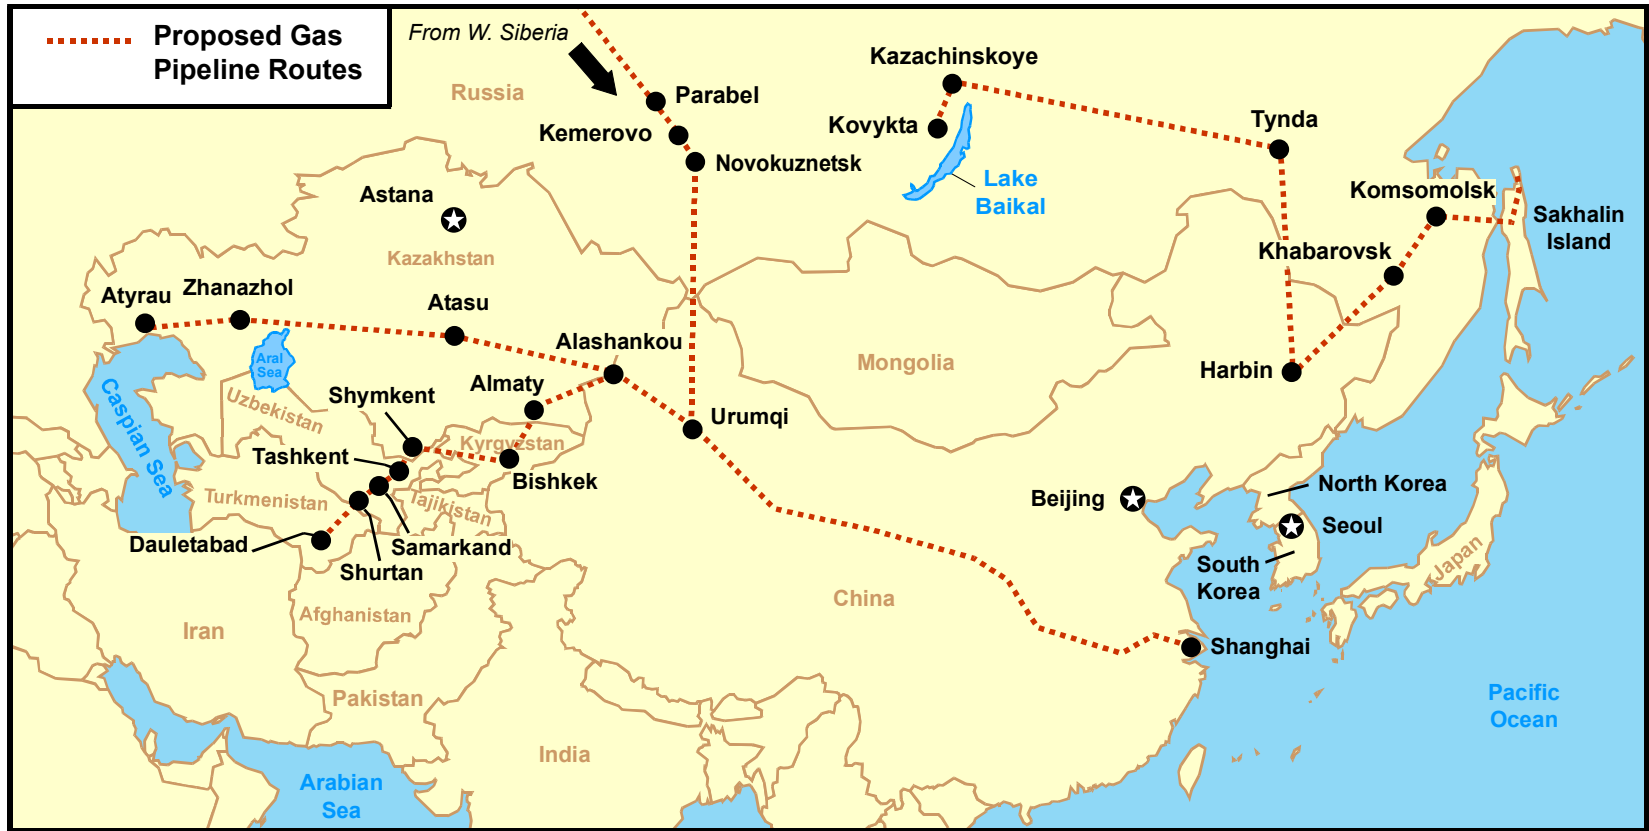 Proposed Gas
Pipeline Routes
From W. Siberia
Russia
Parabel
Kemerovo
Novokuznetsk
Kazachinskoye
Kovykta
Lake
Baikal
Tynda
Komsomolsk
Sakhalin
Island
Khabarovsk
Harbin
Astana
Kazakhstan
Atyrau
Zhanazhol
Atasu
Alashankou
Aral
Sea
Almaty
Shymkent
Uzbekistan
Kyrgyzstan
Urumqi
Mongolia
Caspian Sea
Tashkent
Bishkek
Turkmenistan
Tajikistan
Dauletabad
Samarkand
Shurtan
Beijing
North Korea
Seoul
South
Korea
Japan
Afghanistan
Iran
China
Shanghai
Pakistan
India
Arabian
Sea
Pacific
Ocean